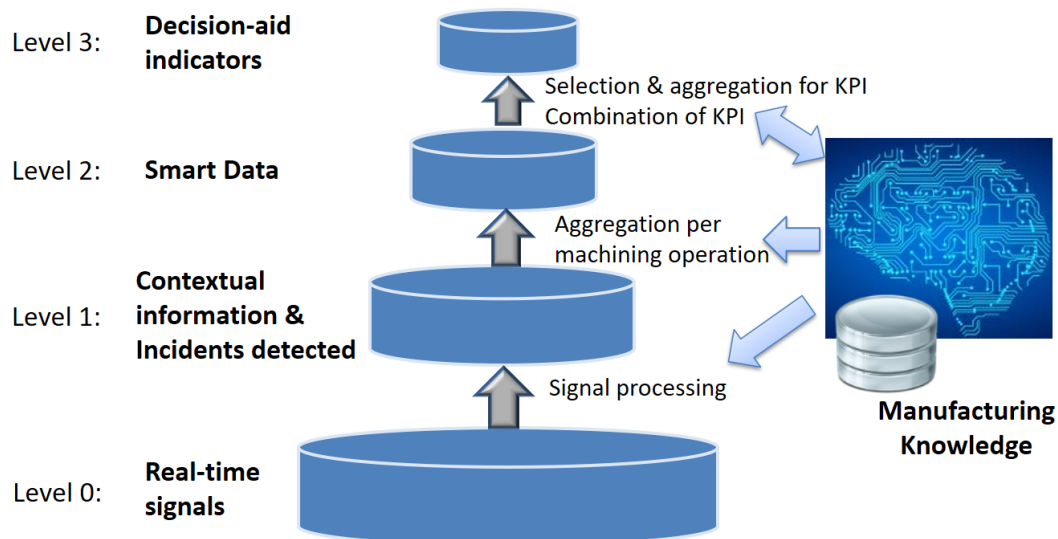 Level 3:
Decision-aid
indicators
Selection & aggregation for KPI
Combination of KPI
Level 2:
Smart Data
Aggregation per
machining operation
Level 1:
Contextual
information &
Incidents detected
Signal processing
Manufacturing
Knowledge
Level 0:
Real-time
signals